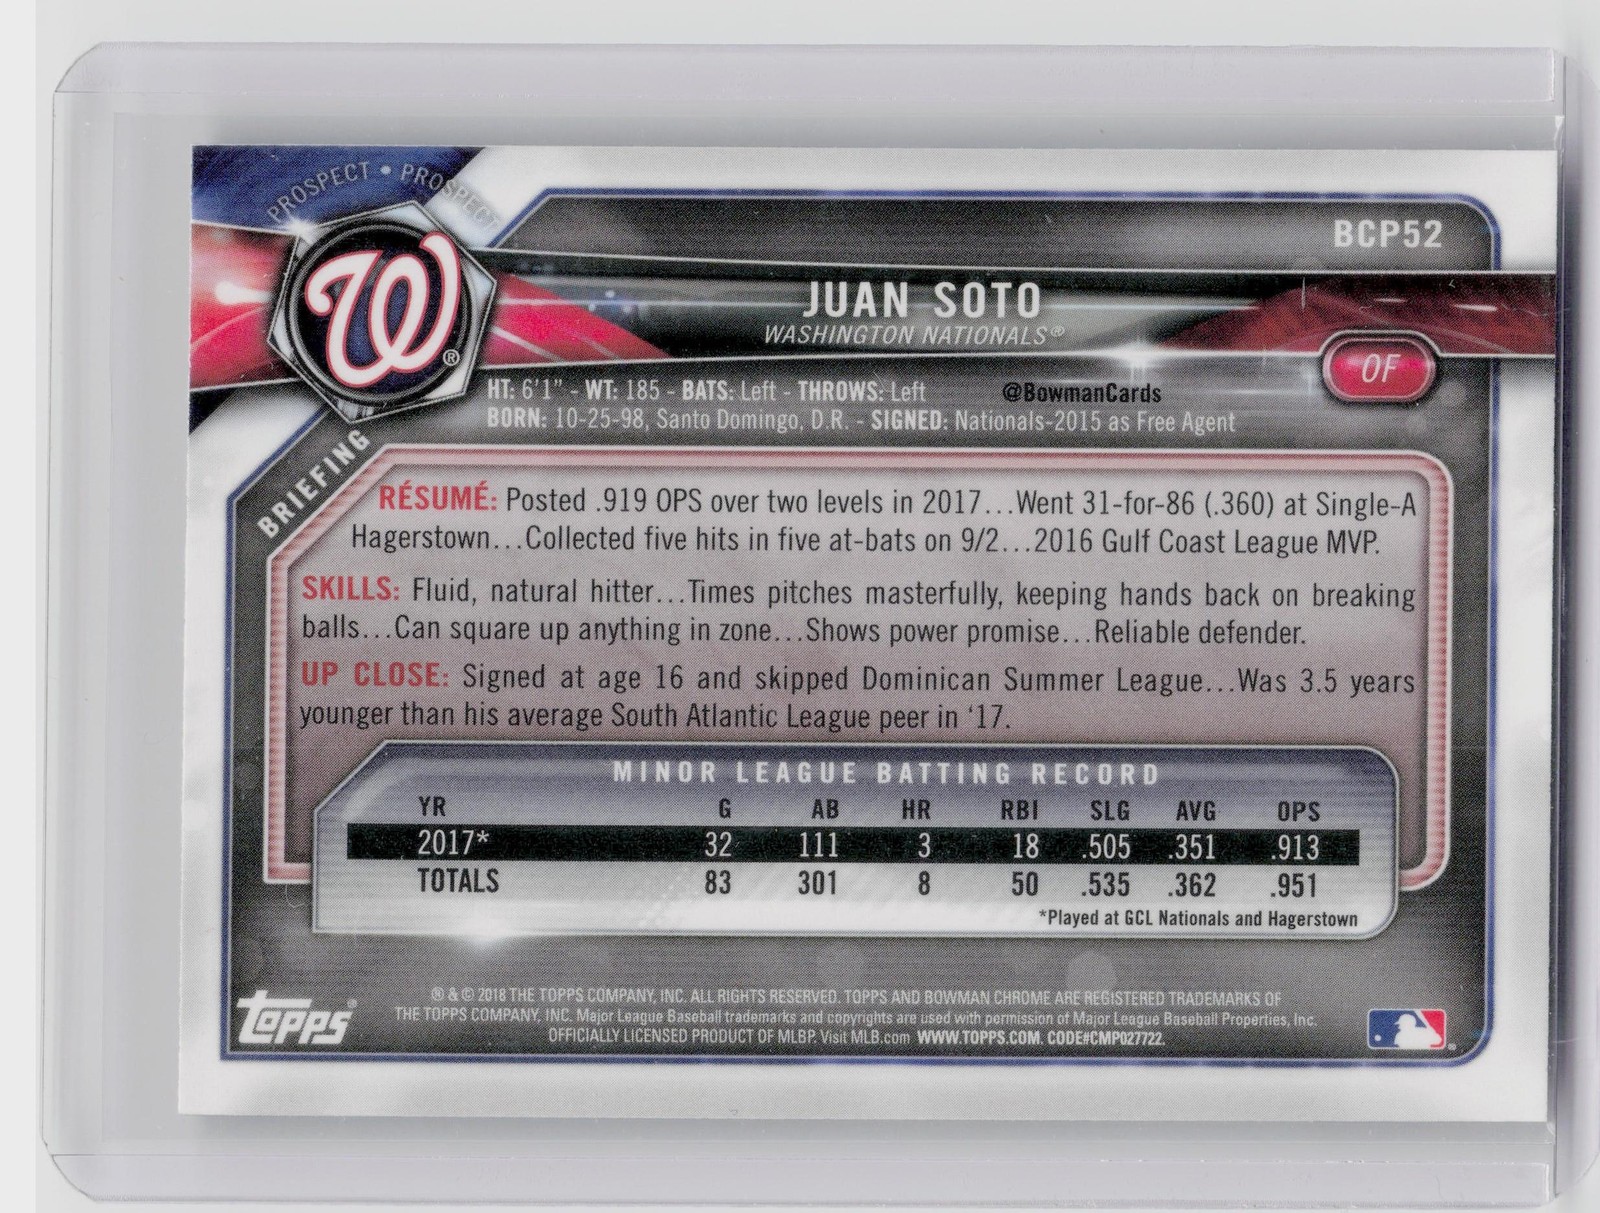 PROSPECT • PROSPECT
BCP52
W®
JUAN SOTO
WASHINGTON NATIONALS®
OF
HT: 6'1" - WT: 185 - BATS: Left - THROWS: Left @BowmanCards
BORN: 10-25-98, Santo Domingo, D.R. - SIGNED: Nationals-2015 as Free Agent
BRIEFING
RÉSUMÉ: Posted .919 OPS over two levels in 2017...Went 31-for-86 (.360) at Single-A
Hagerstown...Collected five hits in five at-bats on 9/2...2016 Gulf Coast League MVP.
SKILLS: Fluid, natural hitter...Times pitches masterfully, keeping hands back on breaking
balls...Can square up anything in zone...Shows power promise...Reliable defender.
UP CLOSE: Signed at age 16 and skipped Dominican Summer League...Was 3.5 years
younger than his average South Atlantic League peer in ‘17.
MINOR LEAGUE BATTING RECORD
YR G AB HR RBI SLG AVG OPS
2017* 32 111 3 18 .505 .351 .913
TOTALS 83 301 8 50 .535 .362 .951
*Played at GCL Nationals and Hagerstown
® & © 2018 THE TOPPS COMPANY, INC. ALL RIGHTS RESERVED. TOPPS AND BOWMAN CHROME ARE REGISTERED TRADEMARKS OF
THE TOPPS COMPANY, INC. Major League Baseball trademarks and copyrights are used with permission of Major League Baseball Properties, Inc.
OFFICIALLY LICENSED PRODUCT OF MLBP. Visit MLB.com WWW.TOPPS.COM. CODE#CMP027722.
topps®